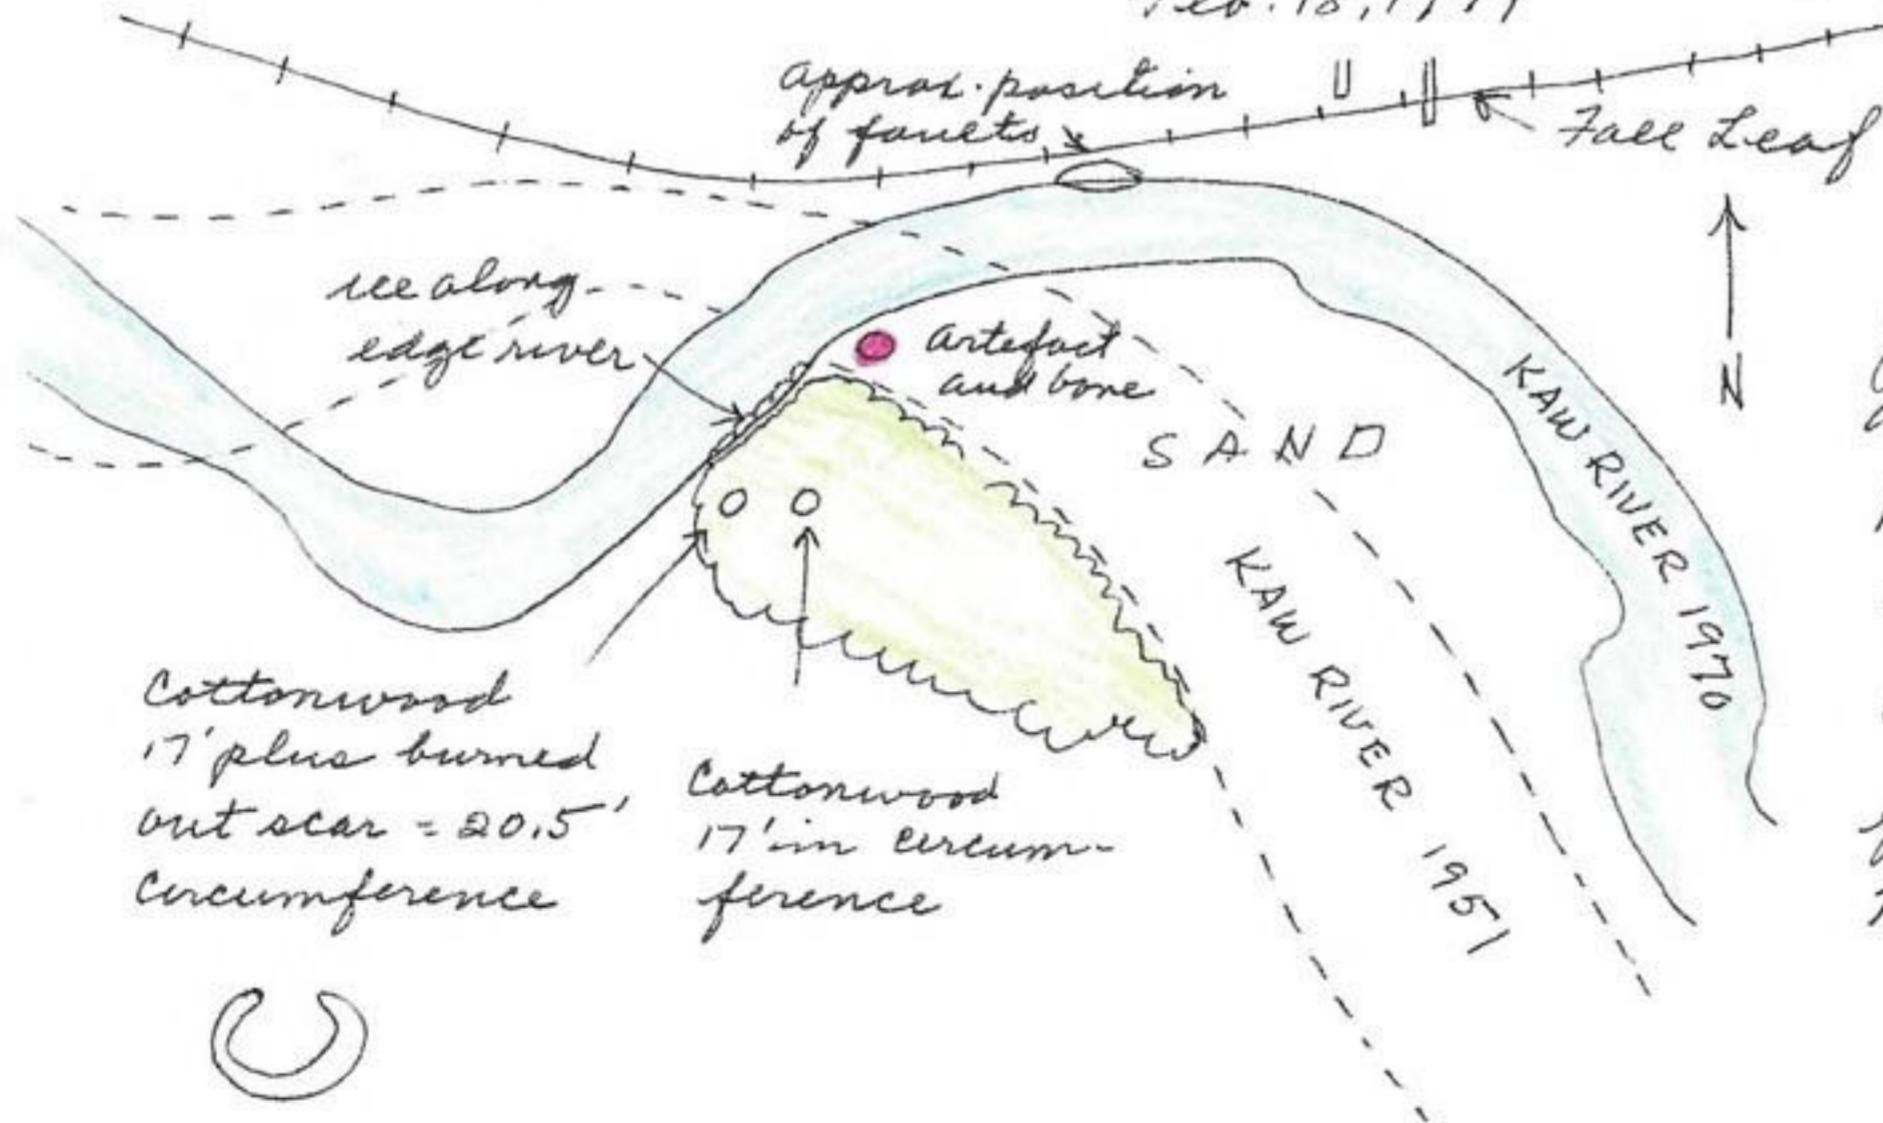 approx. position
of faucets
Fall Leaf
ice along
edge river
artefact
and bone
N
SAND
KAW RIVER 1970
KAW RIVER 1951
Cottonwood
17' plus burned
out scar = 20.5'
circumference
Cottonwood
17' in circum-
ference